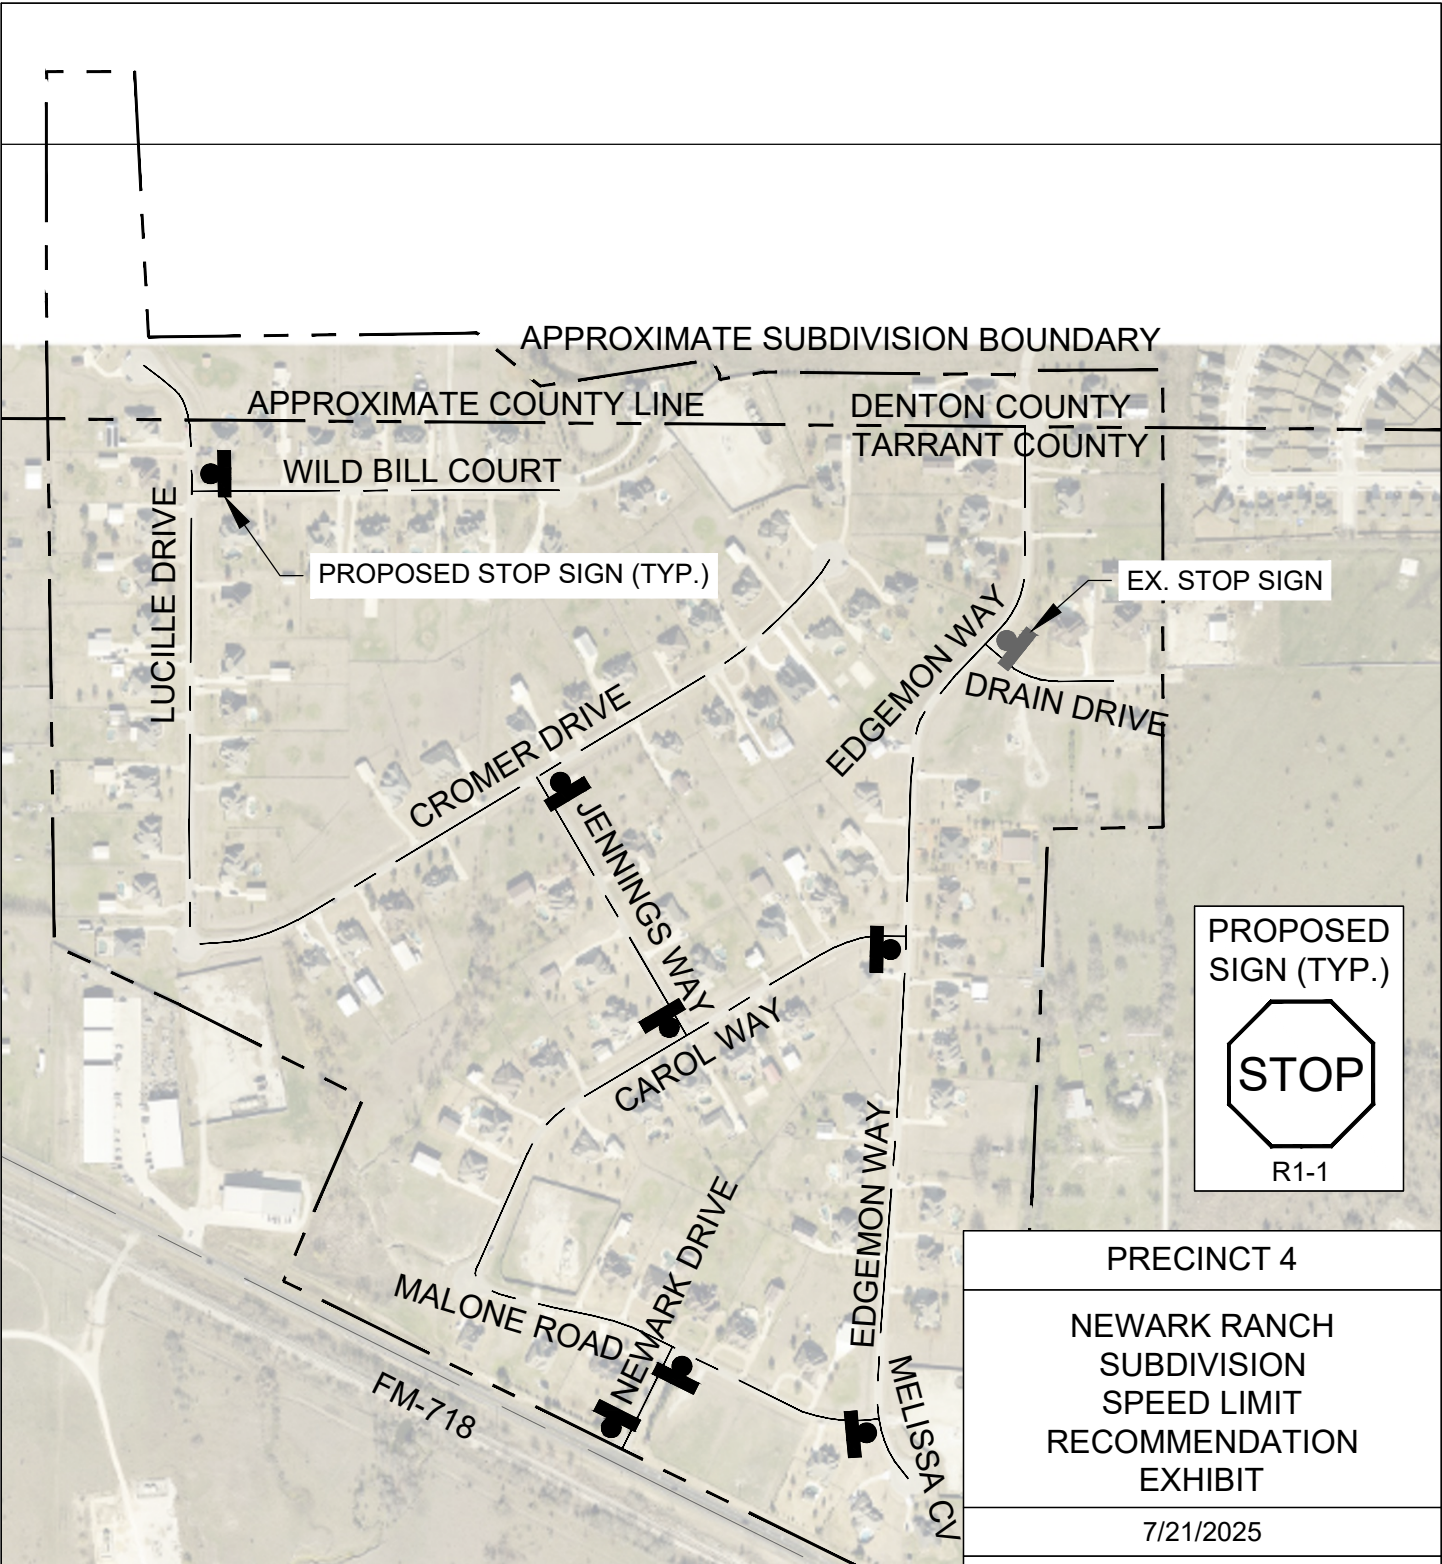 APPROXIMATE SUBDIVISION BOUNDARY
APPROXIMATE COUNTY LINE
DENTON COUNTY
TARRANT COUNTY
WILD BILL COURT
LUCILLE DRIVE
PROPOSED STOP SIGN (TYP.)
EX. STOP SIGN
EDGEMON WAY
DRAIN DRIVE
CROMER DRIVE
JENNINGS WAY
CAROL WAY
PROPOSED
SIGN (TYP.)
STOP
R1-1
EDGEMON WAY
NEWARK DRIVE
MALONE ROAD
FM-718
MELISSA CV
PRECINCT 4
NEWARK RANCH
SUBDIVISION
SPEED LIMIT
RECOMMENDATION
EXHIBIT
7/21/2025